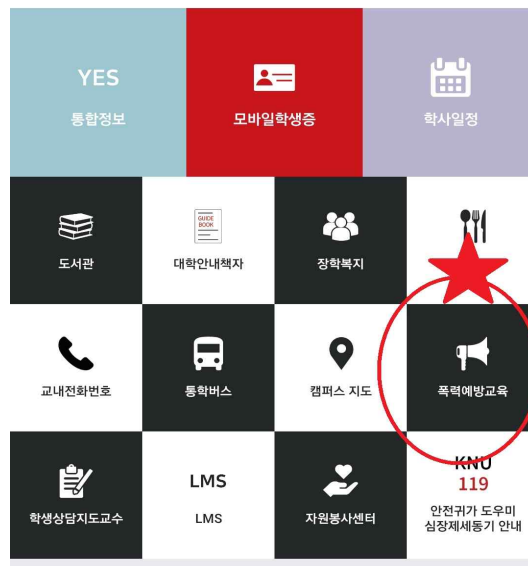 YES
통합정보
모바일학생증
학사일정
도서관
GUIDE
BOOK
대학안내책자
장학복지
교내전화번호
통학버스
캠퍼스 지도
폭력예방교육
학생상담지도교수
LMS
LMS
자원봉사센터
KNU
119
안전귀가 도우미
심장제세동기 안내